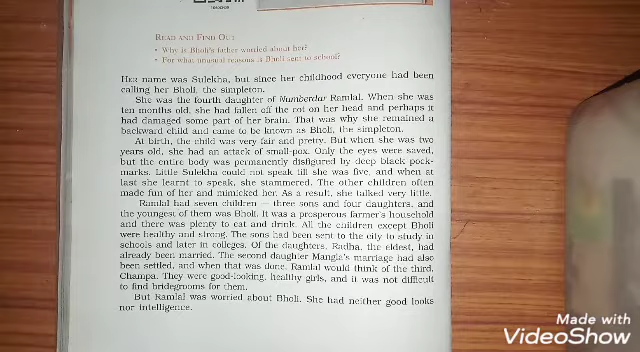 READ AND FIND OUT
• Why is Bholi's father worried about her?
• For what unusual reasons is Bholi sent to school?
HER name was Sulekha, but since her childhood everyone had been
calling her Bholi, the simpleton.
She was the fourth daughter of Numberdar Ramlal. When she was
ten months old, she had fallen off the cot on her head and perhaps it
had damaged some part of her brain. That was why she remained a
backward child and came to be known as Bholi, the simpleton.
At birth, the child was very fair and pretty. But when she was two
years old, she had an attack of small-pox. Only the eyes were saved,
but the entire body was permanently disfigured by deep black pock-
marks. Little Sulekha could not speak till she was five, and when at
last she learnt to speak, she stammered. The other children often
made fun of her and mimicked her. As a result, she talked very little.
Ramlal had seven children — three sons and four daughters, and
the youngest of them was Bholi. It was a prosperous farmer's household
and there was plenty to eat and drink. All the children except Bholi
were healthy and strong. The sons had been sent to the city to study in
schools and later in colleges. Of the daughters, Radha, the eldest, had
already been married. The second daughter Mangla's marriage had also
been settled, and when that was done, Ramlal would think of the third,
Champa. They were good-looking, healthy girls, and it was not difficult
to find bridegrooms for them.
But Ramlal was worried about Bholi. She had neither good looks
nor intelligence.
Made with
VideoShow